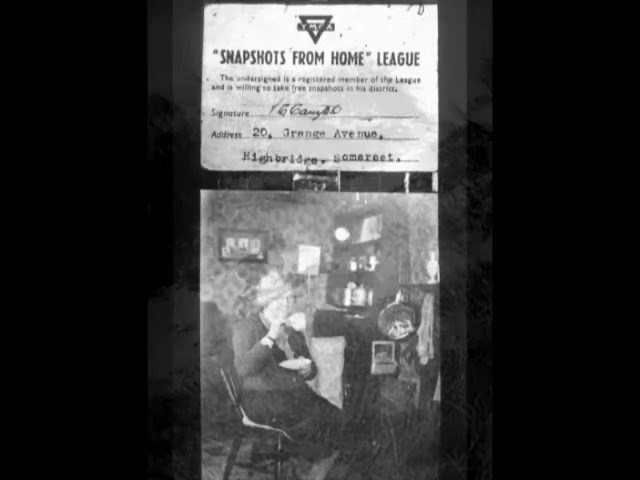 YMCA
"SNAPSHOTS FROM HOME" LEAGUE
The undersigned is a registered member of the League
and is willing to take free snapshots in his district.
Signature
Address 20, Grange Avenue,
Highbridge. Somerset.